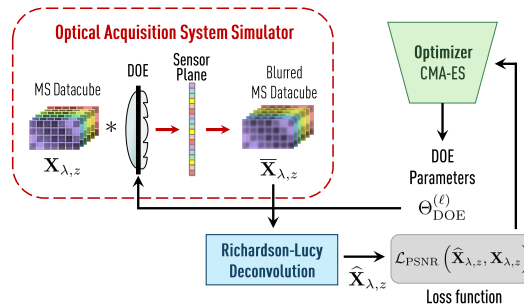 Optical Acquisition System Simulator
MS Datacube
*
DOE
Sensor
Plane
Blurred
MS Datacube
X_{λ,z}
X̅_{λ,z}
Optimizer
CMA-ES
DOE
Parameters
Θ_{DOE}^{(ℓ)}
Richardson-Lucy
Deconvolution
X̂_{λ,z}
ℒ_{PSNR} (X̂_{λ,z}, X_{λ,z})
Loss function